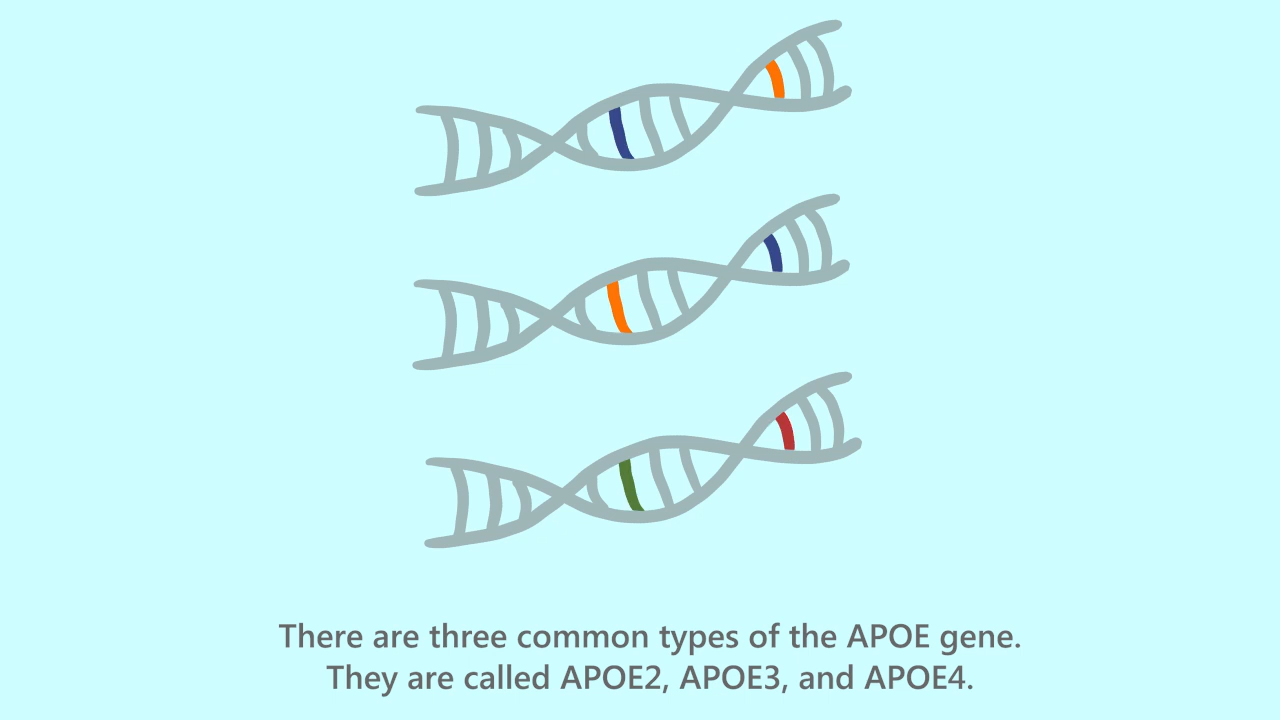 There are three common types of the APOE gene.
They are called APOE2, APOE3, and APOE4.